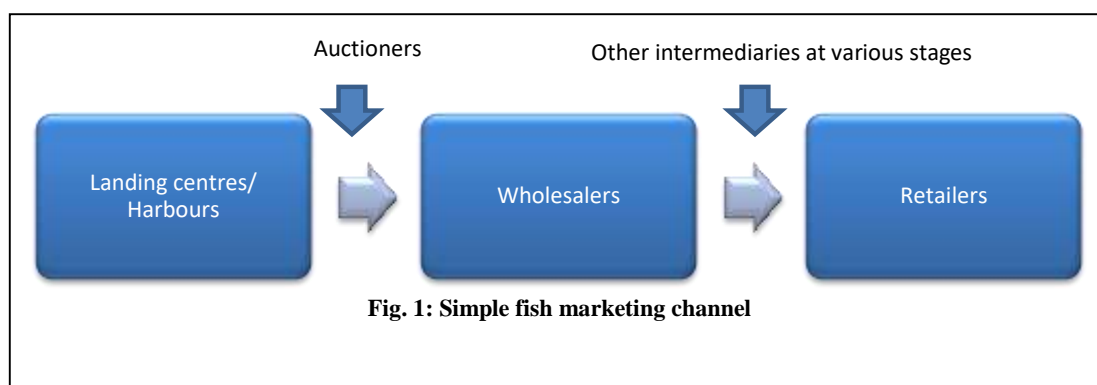 Auctioners
Other intermediaries at various stages
Landing centres/
Harbours
Wholesalers
Retailers
Fig. 1: Simple fish marketing channel